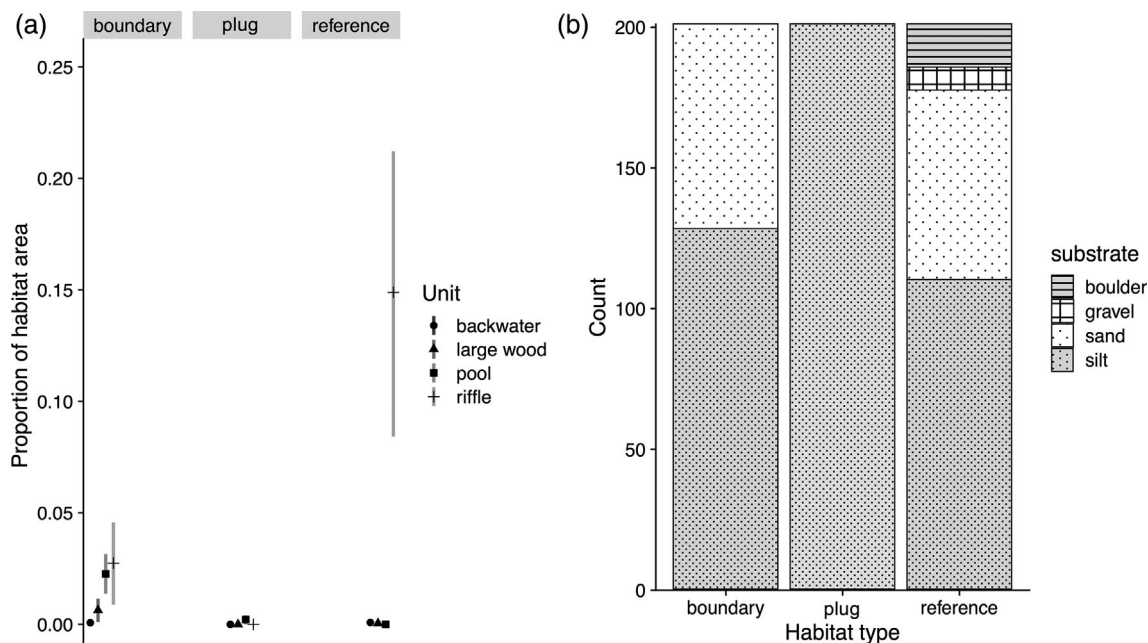 (a)
boundary plug reference
0.25
0.20
0.15
0.10
0.05
0.00
Proportion of habitat area
Unit
backwater
large wood
pool
riffle
(b)
200
150
100
50
0
Count
boundary plug reference
Habitat type
substrate
boulder
gravel
sand
silt